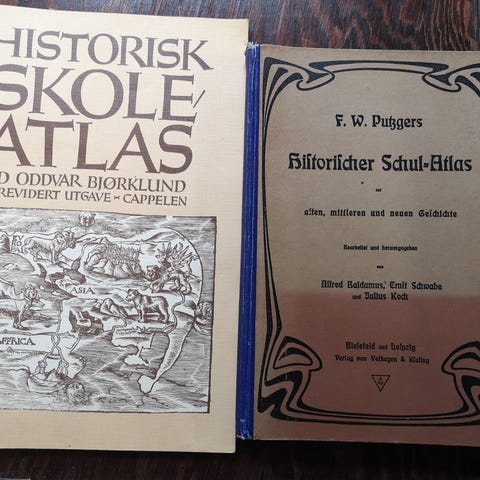 HISTORISK
SKOLE/
ATLAS
D ODDVAR BJØRKLUND
REVIDERT UTGAVE – CAPPELEN
ASIA
AFFRICA
F. W. Putzgers
Historischer Schul-Atlas
zur
alten, mittleren und neuen Geschichte
Bearbeitet und herausgegeben
von
Alfred Baldamus, Ernst Schwabe
und Julius Koch
Bielefeld und Leipzig
Verlag von Velhagen & Klasing